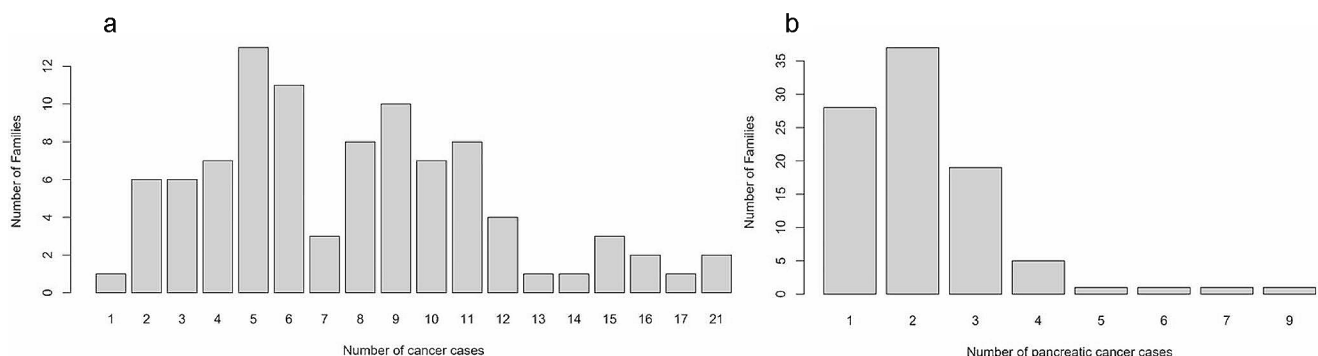 a
Number of Families
12
10
8
6
4
2
0
1 2 3 4 5 6 7 8 9 10 11 12 13 14 15 16 17 21
Number of cancer cases
b
Number of Families
35
30
25
20
15
10
5
0
1 2 3 4 5 6 7 9
Number of pancreatic cancer cases